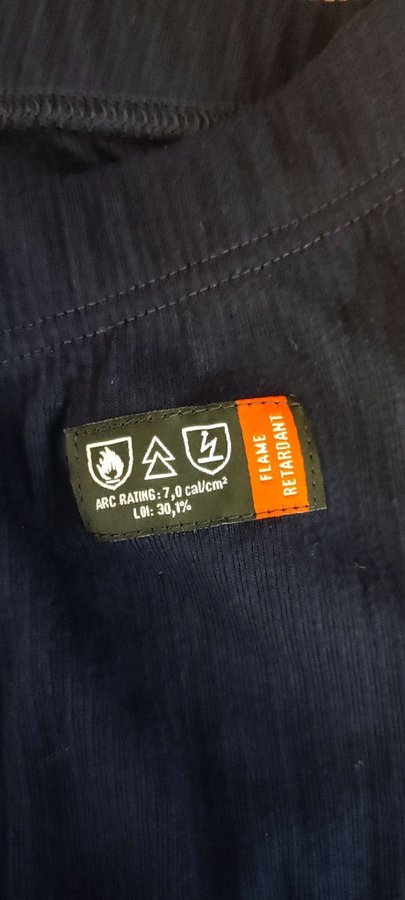 ARC RATING: 7,0 cal/cm²
LOI: 30,1%
FLAME
RETARDANT